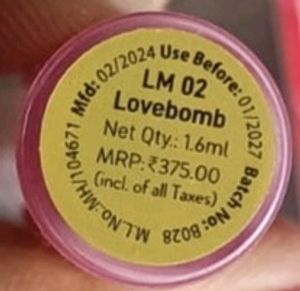 Mfd: 02/2024 Use Before: 01/2027
LM 02
Lovebomb
Net Qty.: 1.6ml
MRP: ₹375.00
(incl. of all Taxes)
Batch No: B028
M.L.No:MH/104671